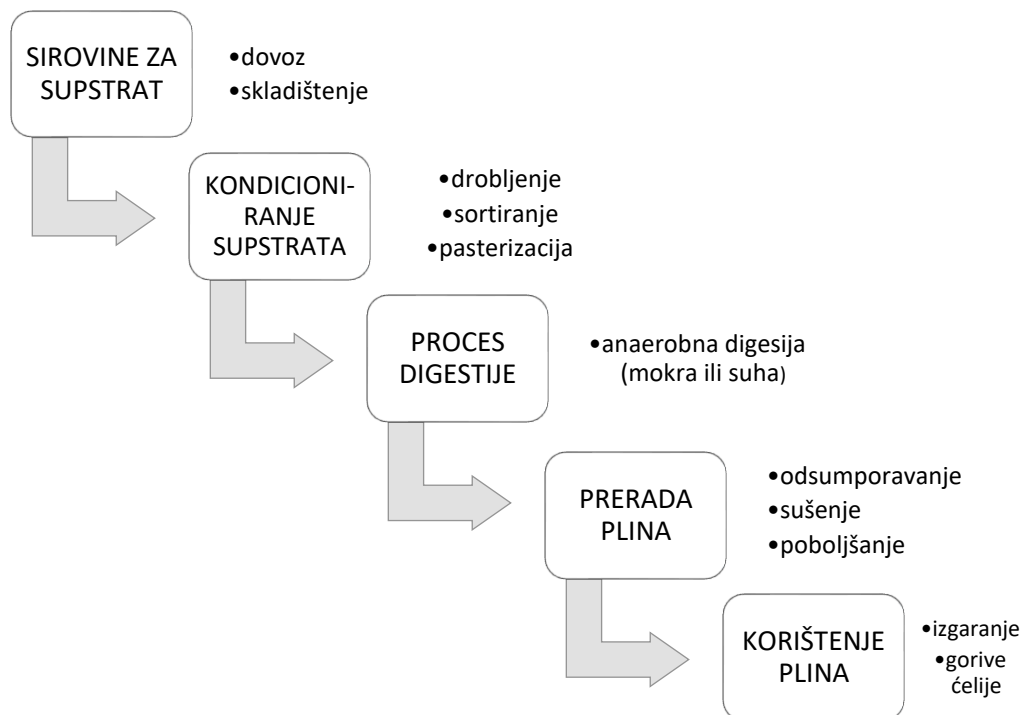 SIROVINE ZA
SUPSTRAT
•dovoz
•skladištenje
KONDICIONI-
RANJE
SUPSTRATA
•drobljenje
•sortiranje
•pasterizacija
PROCES
DIGESTIJE
•anaerobna digesija
(mokra ili suha)
PRERADA
PLINA
•odsumporavanje
•sušenje
•poboljšanje
KORIŠTENJE
PLINA
•izgaranje
•gorive
ćelije